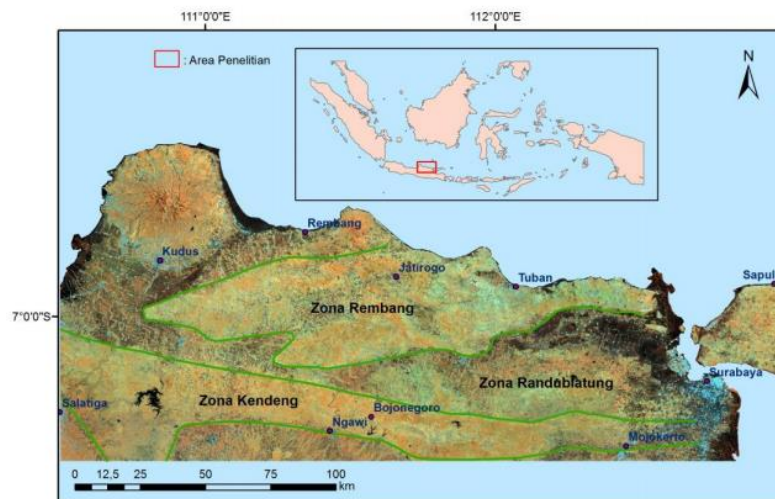 111°0'0"E
112°0'0"E
: Area Penelitian
N
Rembang
Kudus
Jatirogo
Tuban
Sapul
7°0'0"S
Zona Rembang
Zona Randublatung
Surabaya
Zona Kendeng
Salatiga
Bojonegoro
Ngawi
Mojokerto
0 12,5 25 50 75 100
km